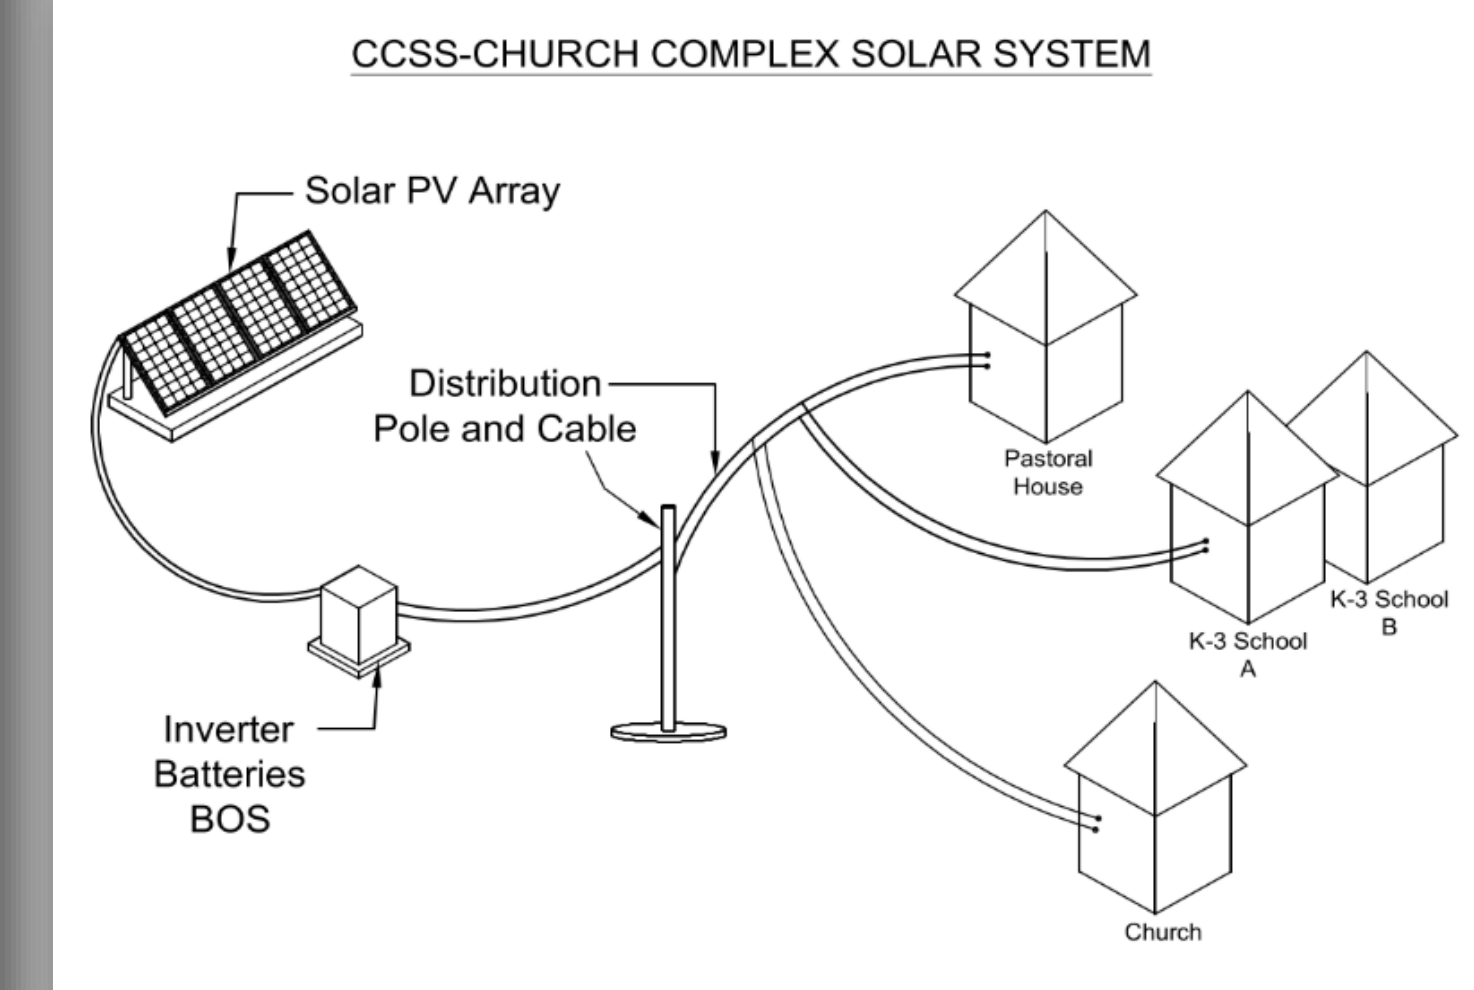 CCSS-CHURCH COMPLEX SOLAR SYSTEM
Solar PV Array
Distribution
Pole and Cable
Pastoral
House
K-3 School
B
K-3 School
A
Inverter
Batteries
BOS
Church